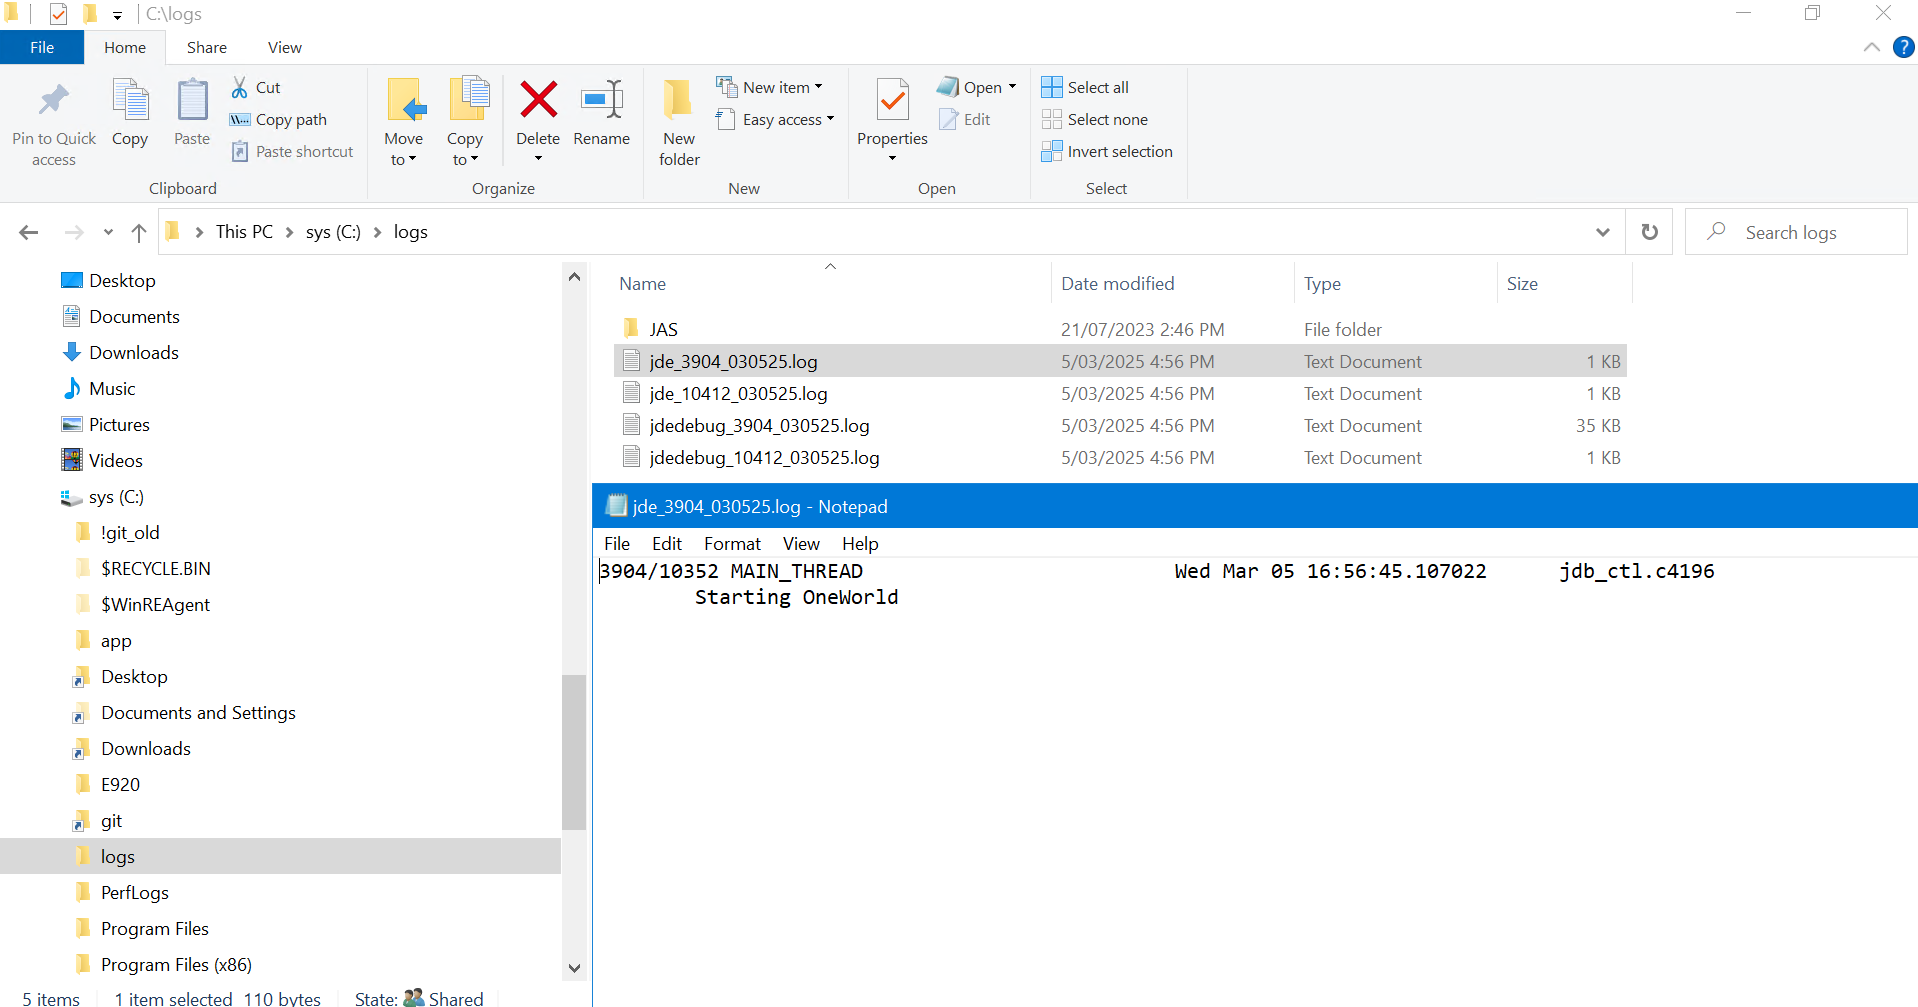 C:\logs
File Home Share View
Pin to Quick access
Copy
Paste
Cut
Copy path
Paste shortcut
Clipboard
Move to
Copy to
Delete
Rename
Organize
New folder
New item
Easy access
New
Properties
Open
Edit
Open
Select all
Select none
Invert selection
Select
This PC sys (C:) logs
Search logs
Desktop
Documents
Downloads
Music
Pictures
Videos
sys (C:)
!git_old
$RECYCLE.BIN
$WinREAgent
app
Desktop
Documents and Settings
Downloads
E920
git
logs
PerfLogs
Program Files
Program Files (x86)
Name Date modified Type Size
JAS 21/07/2023 2:46 PM File folder
jde_3904_030525.log 5/03/2025 4:56 PM Text Document 1 KB
jde_10412_030525.log 5/03/2025 4:56 PM Text Document 1 KB
jdedebug_3904_030525.log 5/03/2025 4:56 PM Text Document 35 KB
jdedebug_10412_030525.log 5/03/2025 4:56 PM Text Document 1 KB
jde_3904_030525.log - Notepad
File Edit Format View Help
3904/10352 MAIN_THREAD Wed Mar 05 16:56:45.107022 jdb_ctl.c4196
Starting OneWorld
5 items 1 item selected 110 bytes State: Shared